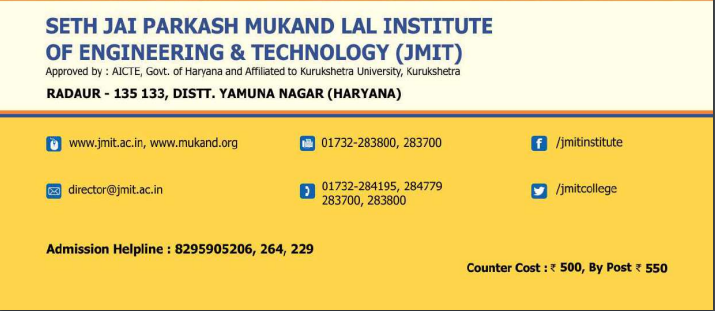 SETH JAI PARKASH MUKAND LAL INSTITUTE
OF ENGINEERING & TECHNOLOGY (JMIT)
Approved by : AICTE, Govt. of Haryana and Affiliated to Kurukshetra University, Kurukshetra
RADAUR - 135 133, DISTT. YAMUNA NAGAR (HARYANA)
www.jmit.ac.in, www.mukand.org
01732-283800, 283700
/jmitinstitute
director@jmit.ac.in
01732-284195, 284779
283700, 283800
/jmitcollege
Admission Helpline : 8295905206, 264, 229
Counter Cost : ₹ 500, By Post ₹ 550